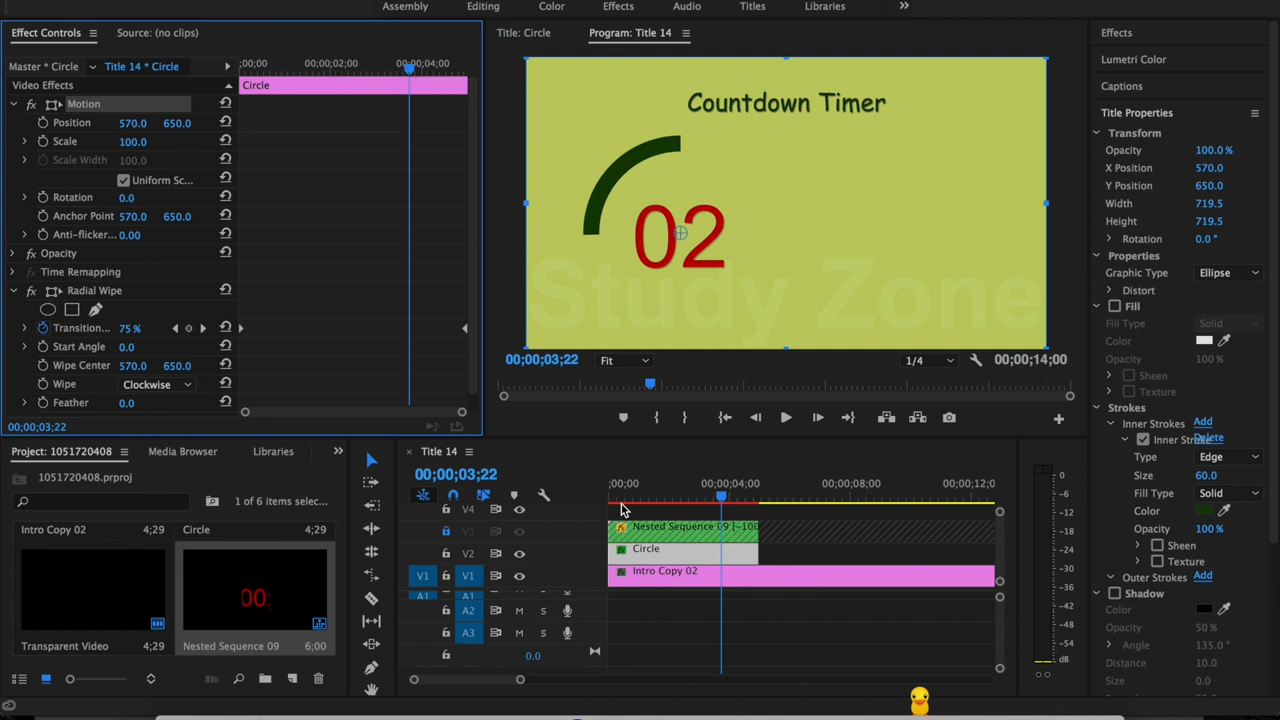 Assembly Editing Color Effects Audio Titles Libraries
Effect Controls Source: (no clips)
Master * Circle Title 14 * Circle
;00;00 00;00;02;00 00;00;04;00
Video Effects
Circle
fx Motion
Position 570.0 650.0
Scale 100.0
Scale Width 100.0
Uniform Sc...
Rotation 0.0
Anchor Point 570.0 650.0
Anti-flicker... 0.00
fx Opacity
fx Time Remapping
fx Radial Wipe
Transition... 75 %
Start Angle 0.0
Wipe Center 570.0 650.0
Wipe Clockwise
Feather 0.0
00;00;03;22
Title: Circle Program: Title 14
Countdown Timer
02
Study Zone
00;00;03;22 Fit 1/4 00;00;14;00
Effects
Lumetri Color
Captions
Title Properties
Transform
Opacity 100.0 %
X Position 570.0
Y Position 650.0
Width 719.5
Height 719.5
Rotation 0.0 °
Properties
Graphic Type Ellipse
Distort
Fill
Fill Type Solid
Color
Opacity 100 %
Sheen
Texture
Strokes
Inner Strokes Add
Inner Stroke Delete
Type Edge
Size 60.0
Fill Type Solid
Color
Opacity 100 %
Sheen
Texture
Outer Strokes Add
Shadow
Color
Opacity 50 %
Angle 135.0 °
Distance 10.0
Size 0.0
Project: 1051720408 Media Browser Libraries
1051720408.prproj
1 of 6 items selec...
Intro Copy 02 4;29 Circle 4;29
00;
Transparent Video 4;29 Nested Sequence 09 6;00
Title 14
00;00;03;22
;00;00 00;00;04;00 00;00;08;00 00;00;12;0
V4
V3 fx Nested Sequence 09 [-100
V2 fx Circle
V1 V1 fx Intro Copy 02
A1 A1
A2 M S
A3 M S
0.0
0
-6
-12
-18
-24
-30
-36
-42
-48
-54
dB